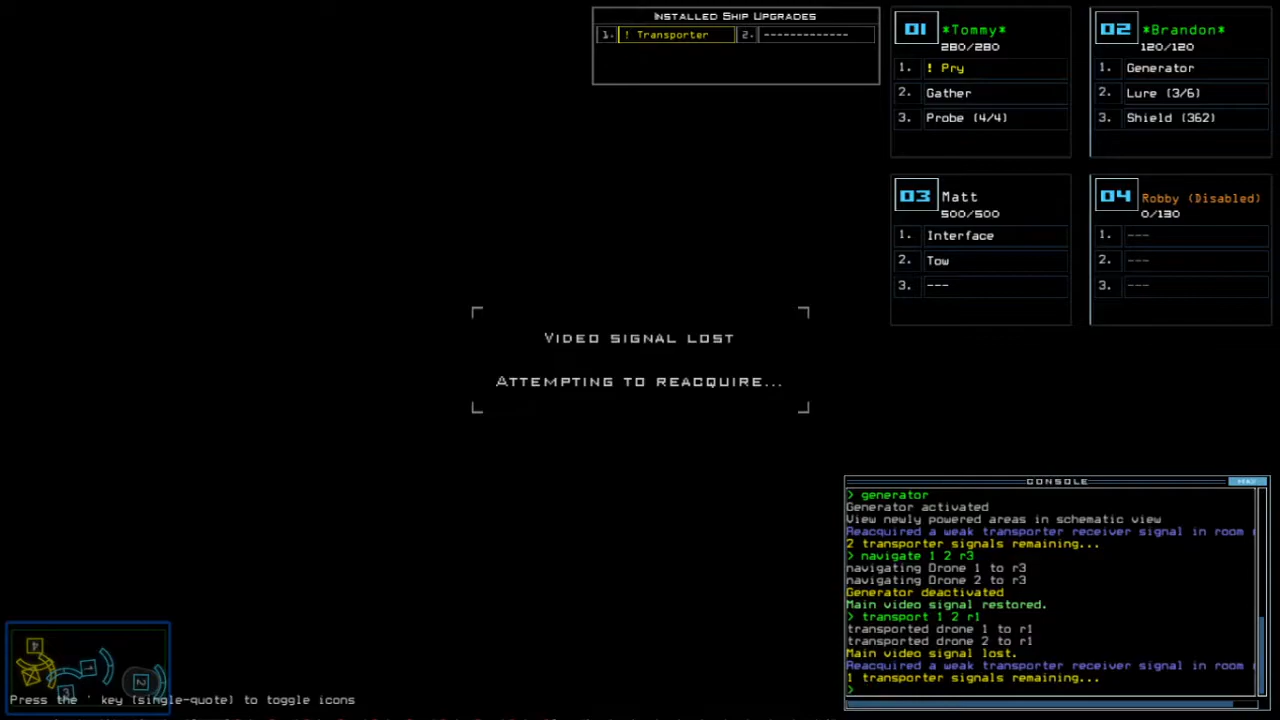 Installed Ship Upgrades
1. ! Transporter 2. -------------
01 *Tommy*
280/280
1. ! Pry
2. Gather
3. Probe (4/4)
02 *Brandon*
120/120
1. Generator
2. Lure (3/6)
3. Shield (362)
03 Matt
500/500
1. Interface
2. Tow
3. ---
04 Robby (Disabled)
0/130
1. ---
2. ---
3. ---
Video signal lost
Attempting to reacquire...
Console
> generator
Generator activated
View newly powered areas in schematic view
Reacquired a weak transporter receiver signal in room
2 transporter signals remaining...
> navigate 1 2 r3
navigating Drone 1 to r3
navigating Drone 2 to r3
Generator deactivated
Main video signal restored.
> transport 1 2 r1
transported drone 1 to r1
transported drone 2 to r1
Main video signal lost.
Reacquired a weak transporter receiver signal in room
1 transporter signals remaining...
>
4
1
2
Press the ' key (single-quote) to toggle icons